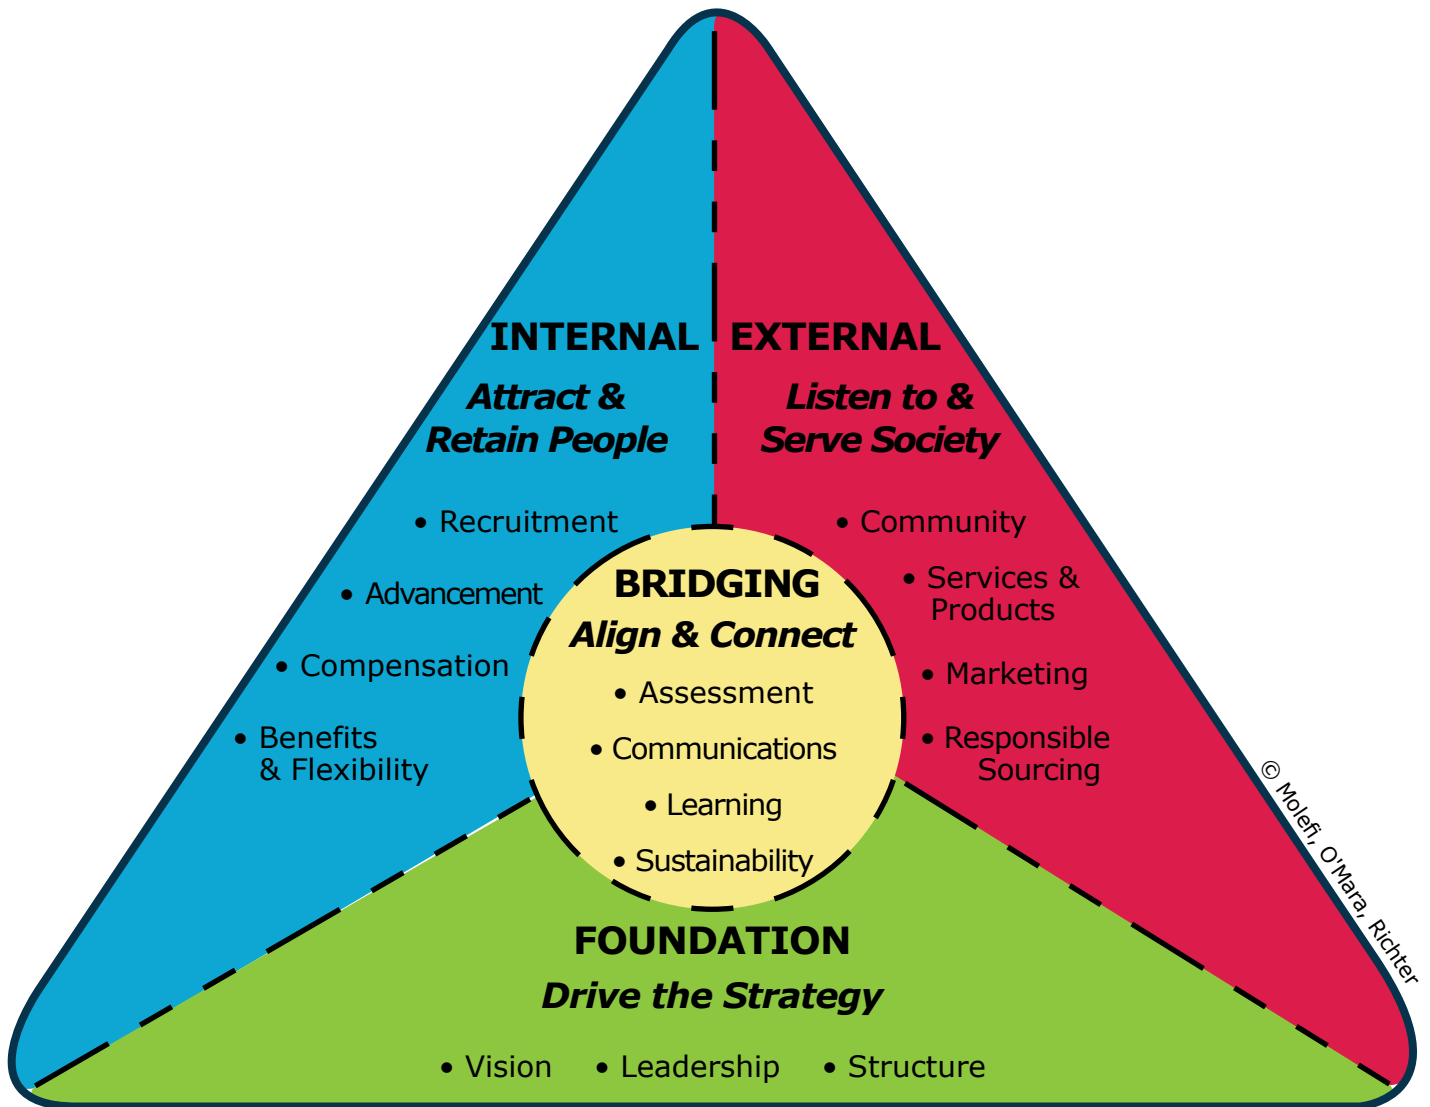 INTERNAL
Attract &
Retain People
• Recruitment
• Advancement
• Compensation
• Benefits
& Flexibility
EXTERNAL
Listen to &
Serve Society
• Community
• Services &
Products
• Marketing
• Responsible
Sourcing
BRIDGING
Align & Connect
• Assessment
• Communications
• Learning
• Sustainability
FOUNDATION
Drive the Strategy
• Vision • Leadership • Structure
© Molefi, O'Mara, Richter